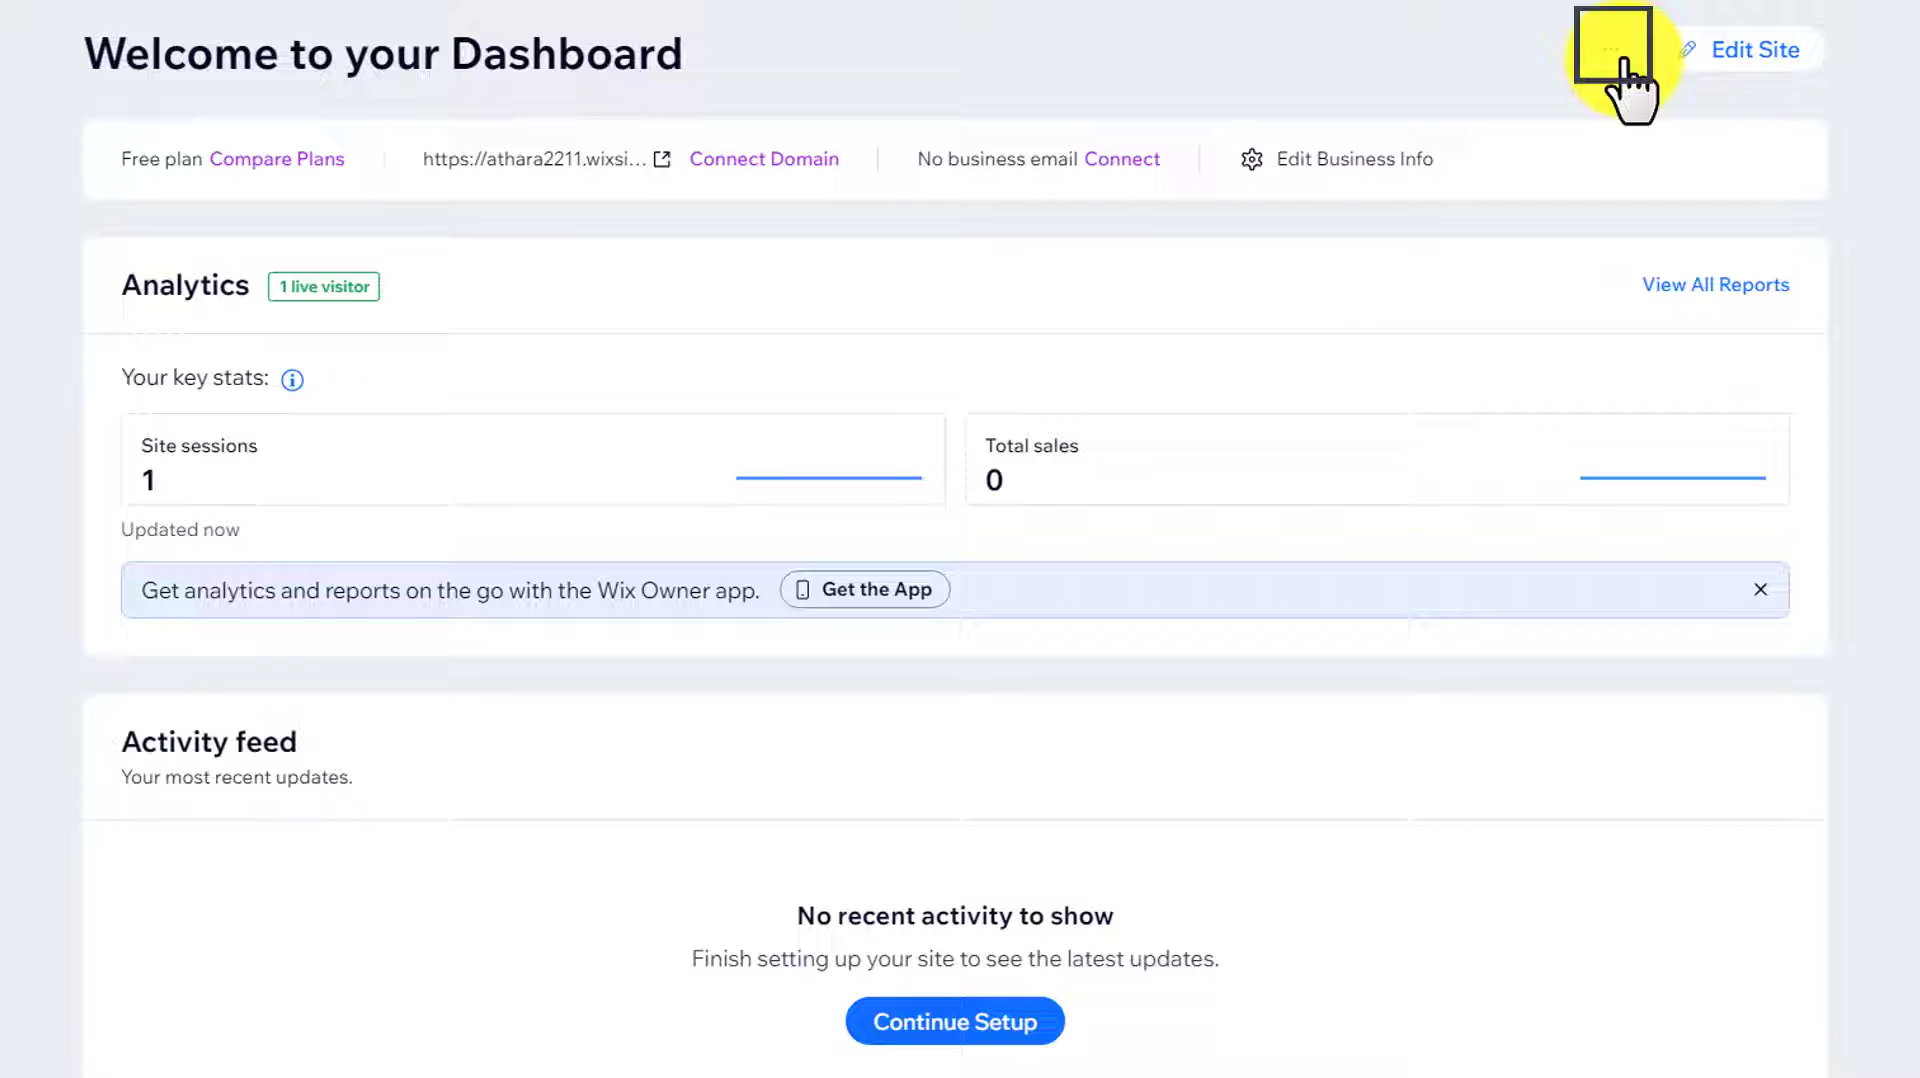 Welcome to your Dashboard
...
Edit Site
Free plan Compare Plans
https://athara2211.wixsi... Connect Domain
No business email Connect
Edit Business Info
Analytics
1 live visitor
View All Reports
Your key stats:
Site sessions
1
Total sales
0
Updated now
Get analytics and reports on the go with the Wix Owner app.
Get the App
Activity feed
Your most recent updates.
No recent activity to show
Finish setting up your site to see the latest updates.
Continue Setup